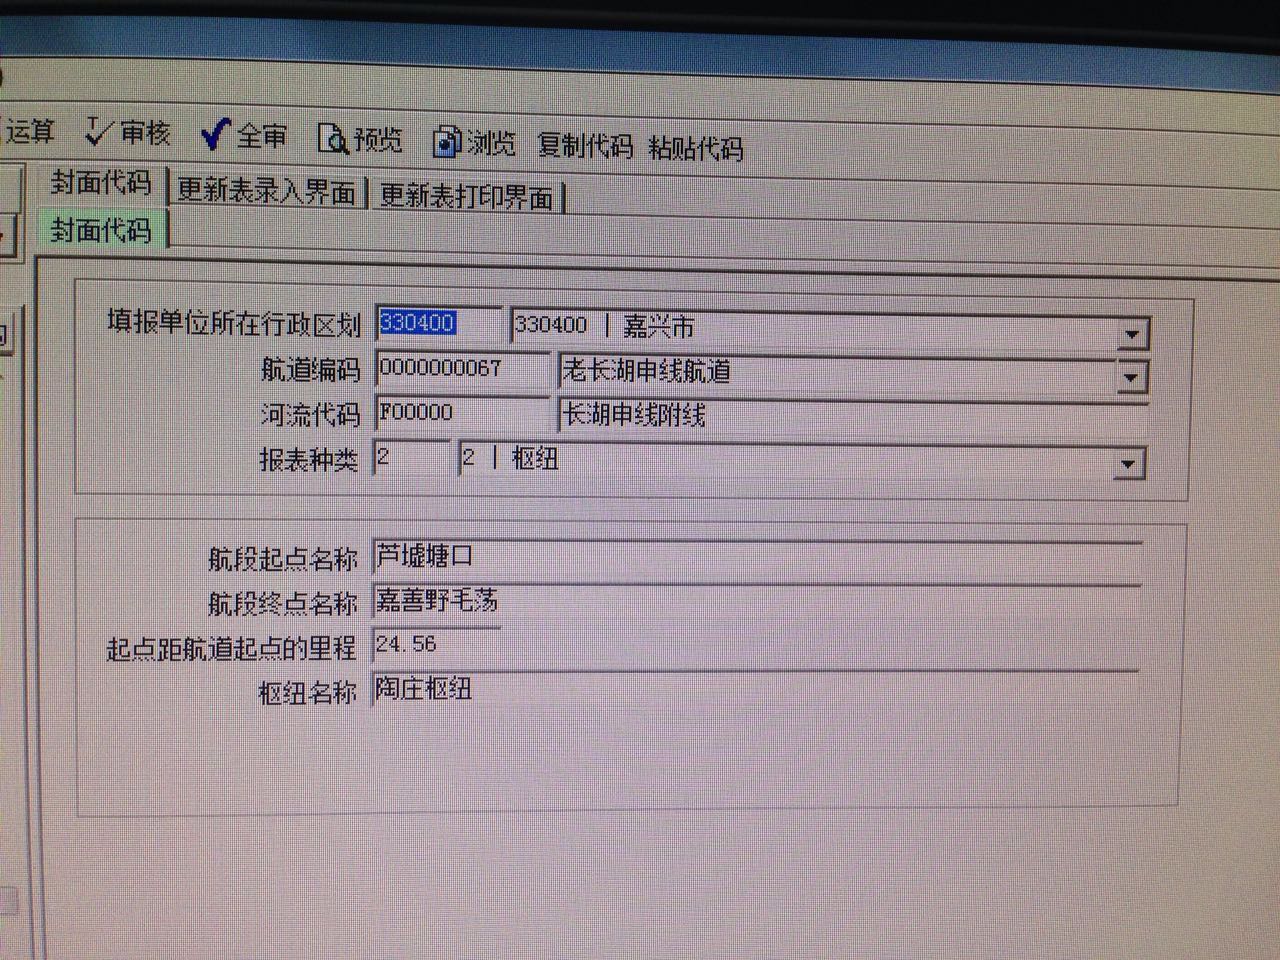 运算 审核 全审 预览 浏览 复制代码 粘贴代码
封面代码 更新表录入界面 更新表打印界面
封面代码
填报单位所在行政区划 330400 330400 | 嘉兴市
航道编码 0000000067 老长湖申线航道
河流代码 F00000 长湖申线附线
报表种类 2 2 | 枢纽
航段起点名称 芦墟塘口
航段终点名称 嘉善野毛荡
起点距航道起点的里程 24.56
枢纽名称 陶庄枢纽